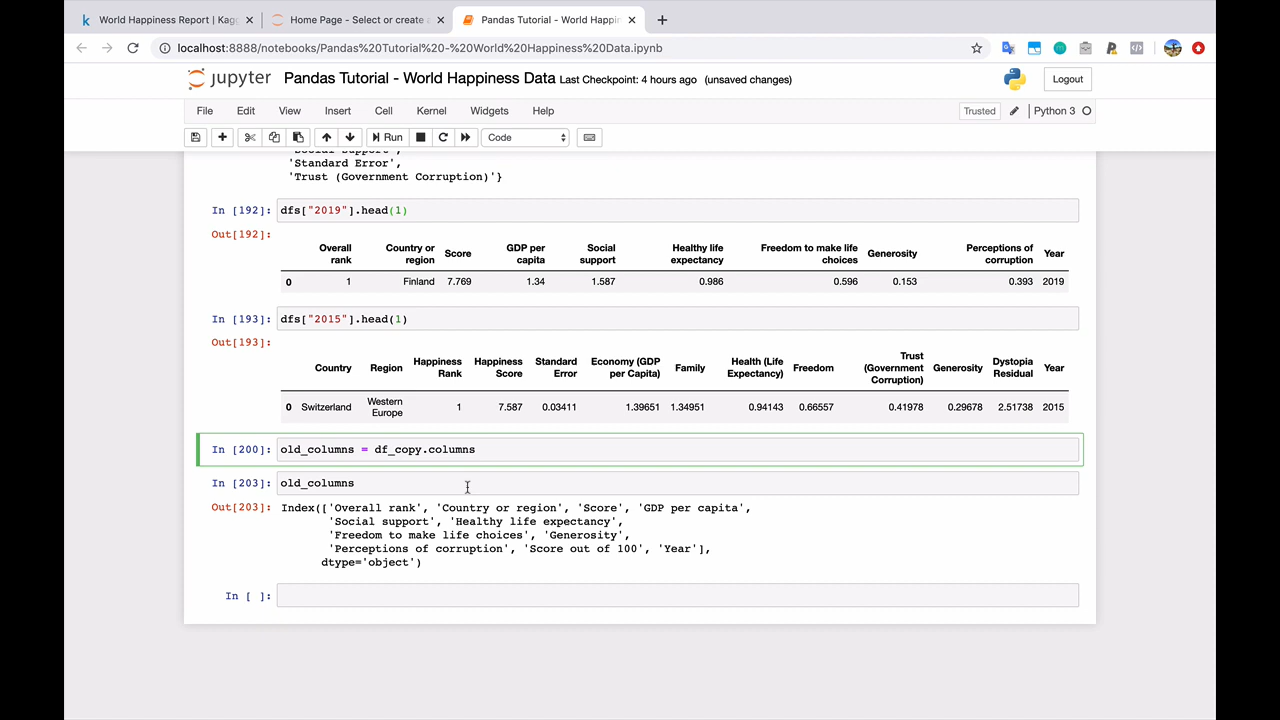 World Happiness Report | Kagg
Home Page - Select or create a
Pandas Tutorial - World Happin
localhost:8888/notebooks/Pandas%20Tutorial%20-%20World%20Happiness%20Data.ipynb
jupyter Pandas Tutorial - World Happiness Data Last Checkpoint: 4 hours ago (unsaved changes)
Logout
File Edit View Insert Cell Kernel Widgets Help
Trusted Python 3
Run Code
'Social Support',
'Standard Error',
'Trust (Government Corruption)'}
In [192]: dfs["2019"].head(1)
Out[192]:
Overall rank Country or region Score GDP per capita Social support Healthy life expectancy Freedom to make life choices Generosity Perceptions of corruption Year
0 1 Finland 7.769 1.34 1.587 0.986 0.596 0.153 0.393 2019
In [193]: dfs["2015"].head(1)
Out[193]:
Country Region Happiness Rank Happiness Score Standard Error Economy (GDP per Capita) Family Health (Life Expectancy) Freedom Trust (Government Corruption) Generosity Dystopia Residual Year
0 Switzerland Western Europe 1 7.587 0.03411 1.39651 1.34951 0.94143 0.66557 0.41978 0.29678 2.51738 2015
In [200]: old_columns = df_copy.columns
In [203]: old_columns
Out[203]: Index(['Overall rank', 'Country or region', 'Score', 'GDP per capita',
'Social support', 'Healthy life expectancy',
'Freedom to make life choices', 'Generosity',
'Perceptions of corruption', 'Score out of 100', 'Year'],
dtype='object')
In [ ]: